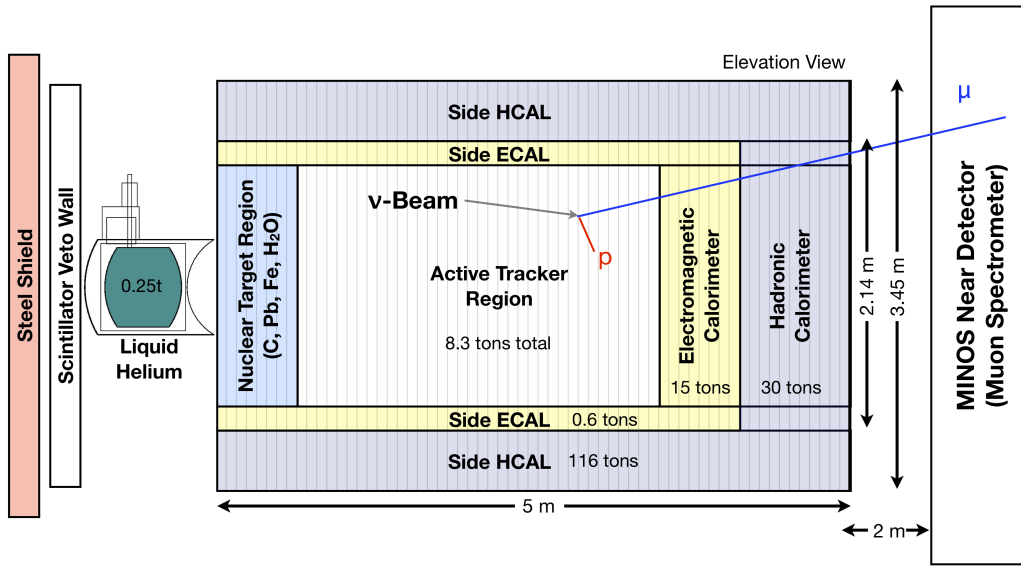 Elevation View
Steel Shield
Scintillator Veto Wall
0.25t
Liquid
Helium
Side HCAL
Side ECAL
Nuclear Target Region
(C, Pb, Fe, H₂O)
ν-Beam
p
μ
Active Tracker
Region
8.3 tons total
Electromagnetic
Calorimeter
15 tons
Hadronic
Calorimeter
30 tons
Side ECAL 0.6 tons
Side HCAL 116 tons
5 m
2.14 m
3.45 m
2 m
MINOS Near Detector
(Muon Spectrometer)